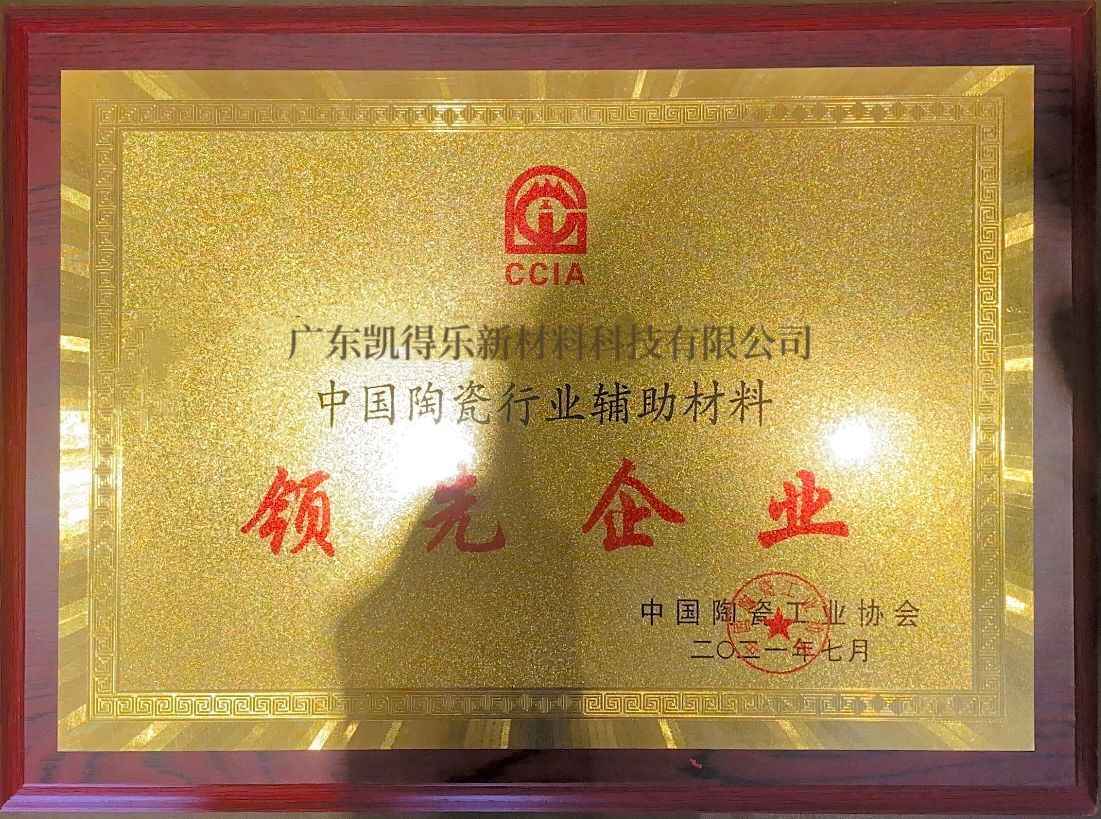 CCIA
广东凯得乐新材料科技有限公司
中国陶瓷行业辅助材料
领先企业
中国陶瓷工业协会
二〇二一年七月